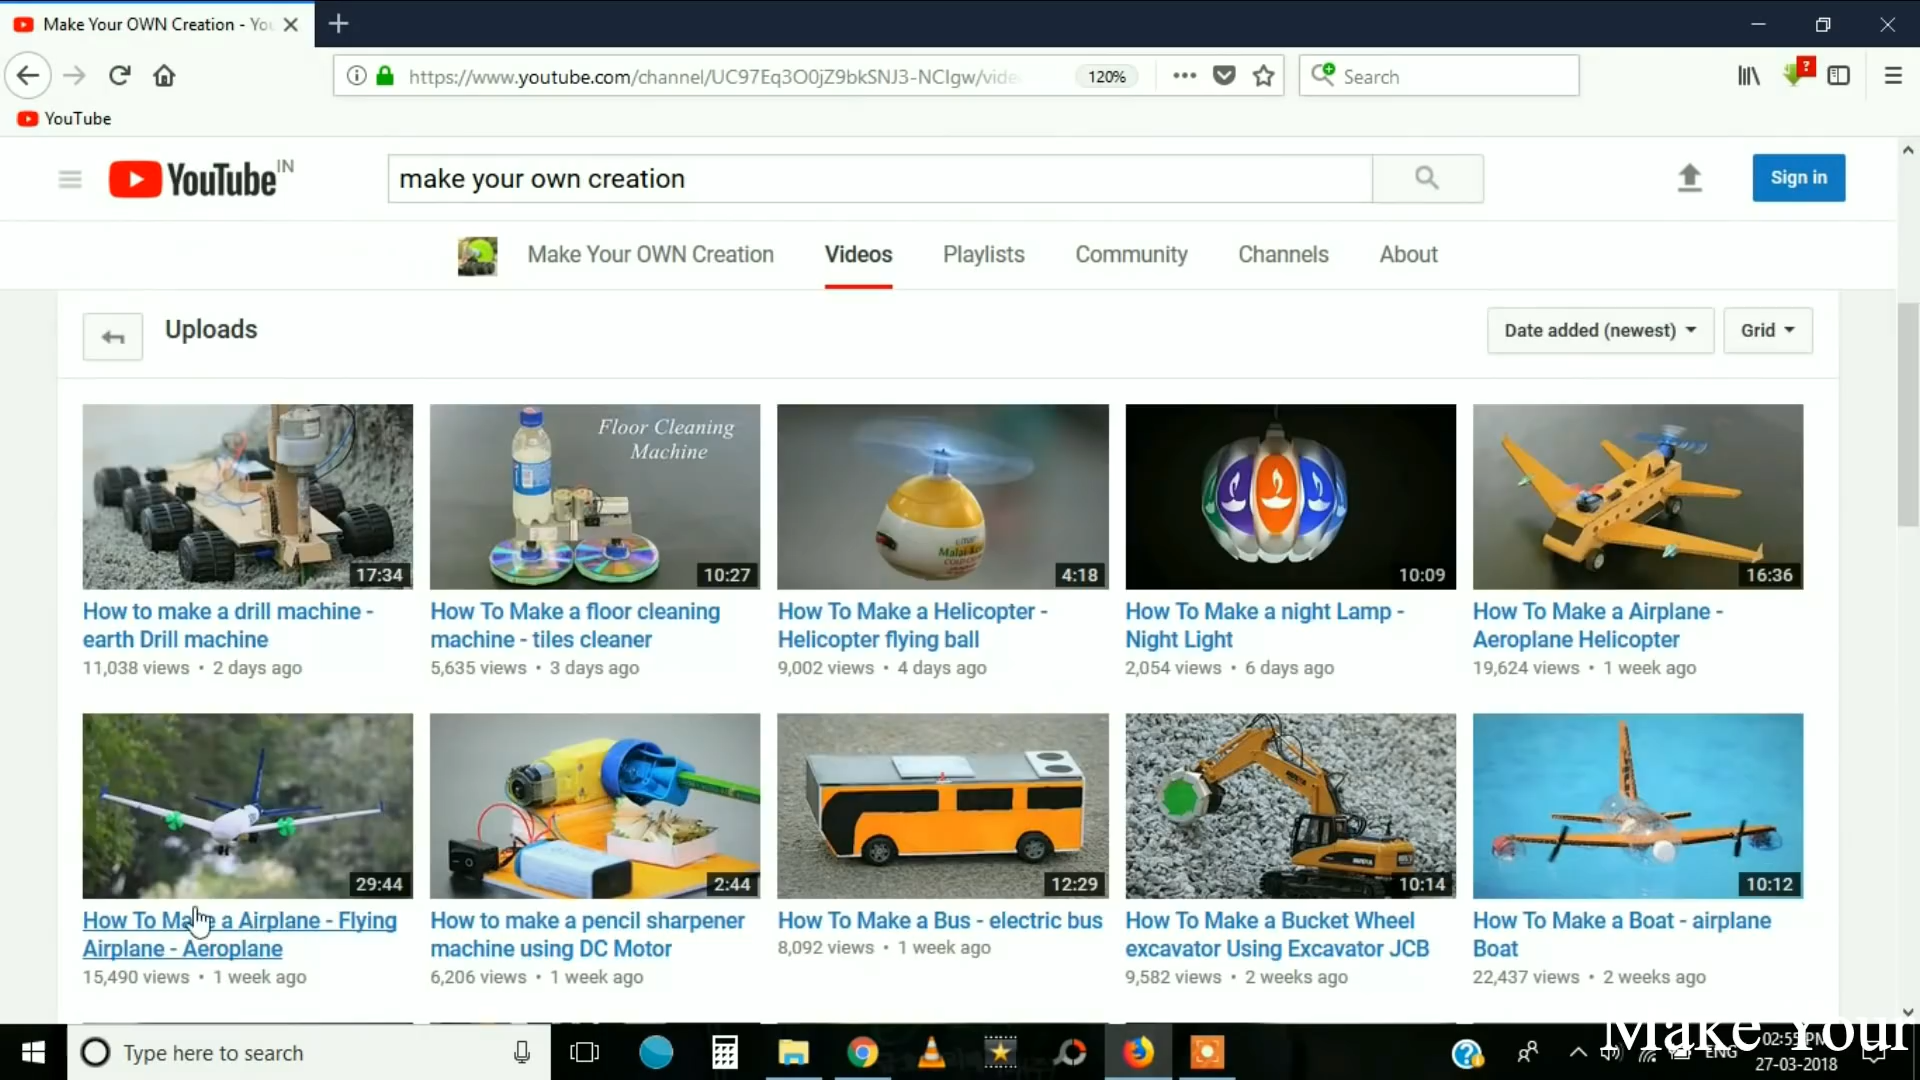 Make Your OWN Creation - You
https://www.youtube.com/channel/UC97Eq3O0jZ9bkSNJ3-NCIgw/vide
120%
Search
YouTube
YouTube IN
make your own creation
Sign in
Make Your OWN Creation
Videos
Playlists
Community
Channels
About
Uploads
Date added (newest)
Grid
Floor Cleaning
Machine
17:34
10:27
4:18
10:09
16:36
How to make a drill machine -
earth Drill machine
11,038 views • 2 days ago
How To Make a floor cleaning
machine - tiles cleaner
5,635 views • 3 days ago
How To Make a Helicopter -
Helicopter flying ball
9,002 views • 4 days ago
How To Make a night Lamp -
Night Light
2,054 views • 6 days ago
How To Make a Airplane -
Aeroplane Helicopter
19,624 views • 1 week ago
29:44
2:44
12:29
10:14
10:12
How To Make a Airplane - Flying
Airplane - Aeroplane
15,490 views • 1 week ago
How to make a pencil sharpener
machine using DC Motor
6,206 views • 1 week ago
How To Make a Bus - electric bus
8,092 views • 1 week ago
How To Make a Bucket Wheel
excavator Using Excavator JCB
9,582 views • 2 weeks ago
How To Make a Boat - airplane
Boat
22,437 views • 2 weeks ago
Type here to search
Make Your
ENG
02:55 PM
27-03-2018